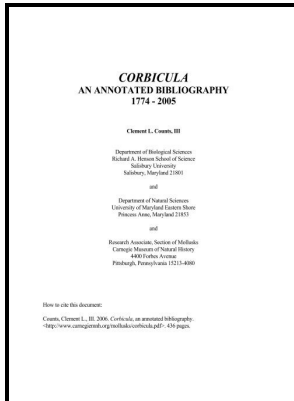 CORBICULA
AN ANNOTATED BIBLIOGRAPHY
1774 - 2005
Clement L. Counts, III
Department of Biological Sciences
Richard A. Henson School of Science
Salisbury University
Salisbury, Maryland 21801
and
Department of Natural Sciences
University of Maryland Eastern Shore
Princess Anne, Maryland 21853
and
Research Associate, Section of Mollusks
Carnegie Museum of Natural History
4400 Forbes Avenue
Pittsburgh, Pennsylvania 15213-4080
How to cite this document:
Counts, Clement L., III. 2006. Corbicula, an annotated bibliography.
<http://www.carnegiemnh.org/mollusks/corbicula.pdf>. 436 pages.